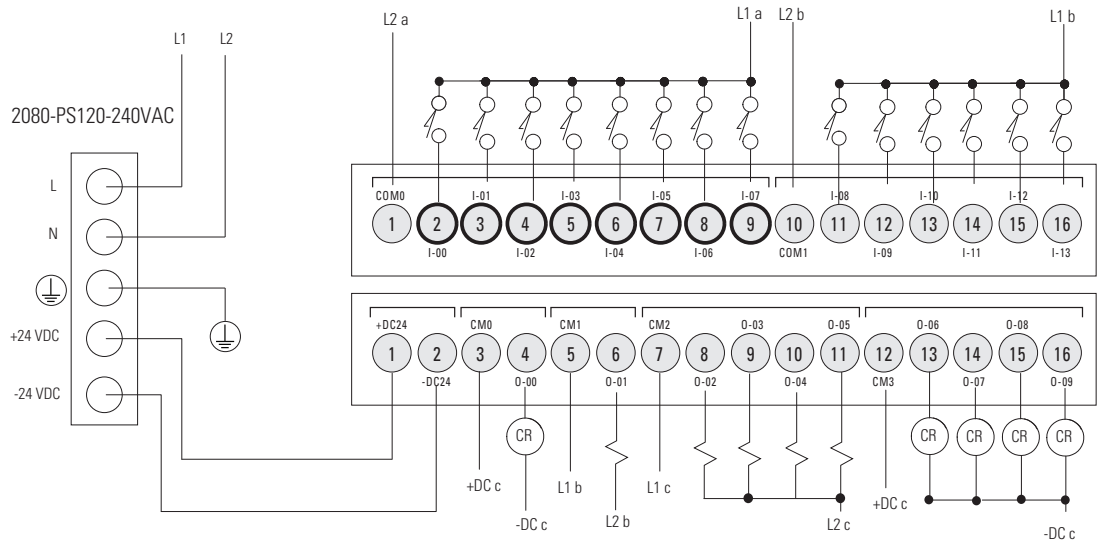 L2 a
L1 a
L2 b
L1 b
L1
L2
2080-PS120-240VAC
L
N
+24 VDC
-24 VDC
COM0
I-01
I-03
I-05
I-07
I-08
I-10
I-12
1 2 3 4 5 6 7 8 9 10 11 12 13 14 15 16
I-00
I-02
I-04
I-06
COM1
I-09
I-11
I-13
+DC24
CM0
CM1
CM2
O-03
O-05
O-06
O-08
1 2 3 4 5 6 7 8 9 10 11 12 13 14 15 16
-DC24
O-00
O-01
O-02
O-04
CM3
O-07
O-09
CR
CR
CR
CR
CR
+DC c
L1 b
L1 c
+DC c
-DC c
L2 b
L2 c
-DC c